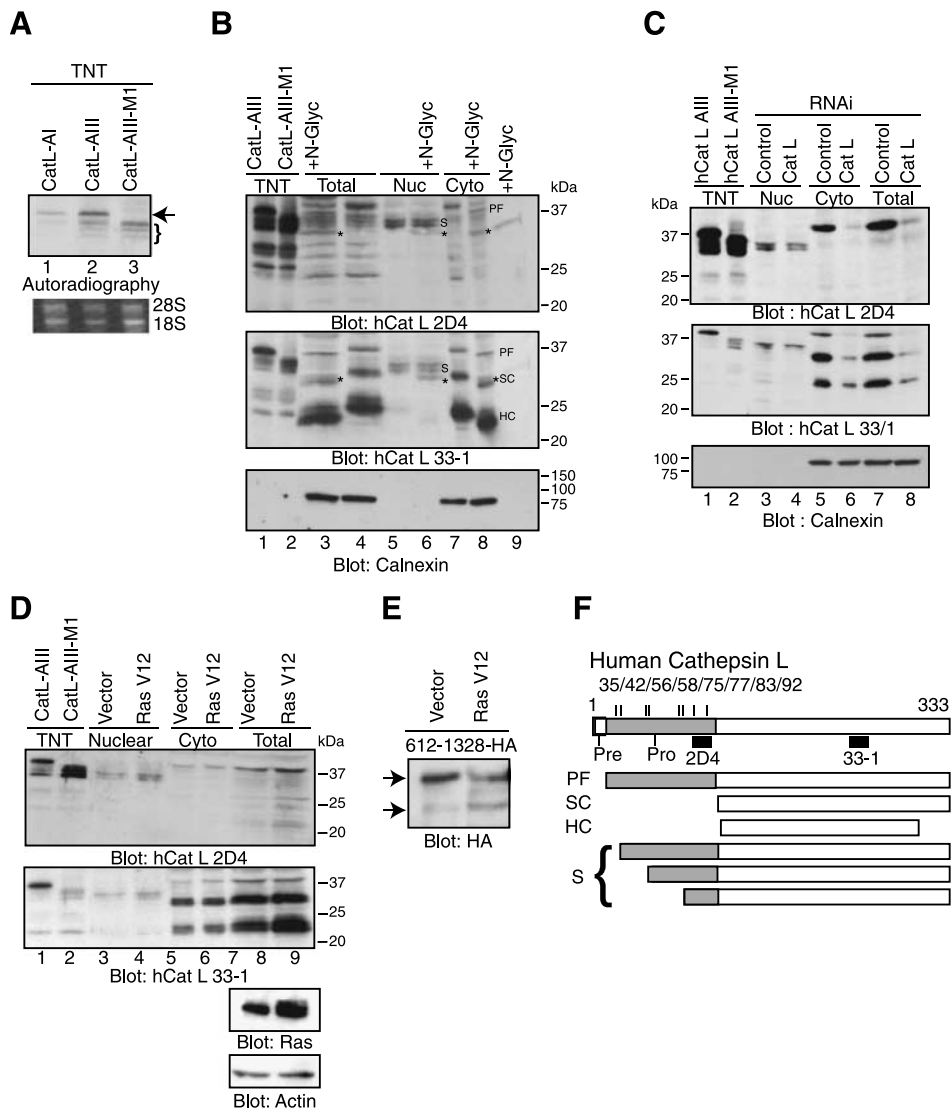 A
TNT
CatL-AI
CatL-AIII
CatL-AIII-M1
1 2 3
Autoradiography
28S
18S
B
CatL-AIII
CatL-AIII-M1
+N-Glyc
+N-Glyc
+N-Glyc
+N-Glyc
TNT Total Nuc Cyto
kDa
PF
S
*
*
*
37
25
20
Blot: hCat L 2D4
PF
S
SC
*
*
*
HC
37
25
20
Blot: hCat L 33-1
150
100
75
1 2 3 4 5 6 7 8 9
Blot: Calnexin
C
RNAi
hCat L AIII
hCat L AIII-M1
Control
Cat L
Control
Cat L
Control
Cat L
TNT Nuc Cyto Total
kDa
37
25
20
Blot : hCat L 2D4
37
25
20
Blot : hCat L 33/1
100
75
1 2 3 4 5 6 7 8
Blot : Calnexin
D
CatL-AIII
CatL-AIII-M1
Vector
Ras V12
Vector
Ras V12
Vector
Ras V12
TNT Nuclear Cyto Total
kDa
37
25
20
Blot: hCat L 2D4
37
25
20
1 2 3 4 5 6 7 8 9
Blot: hCat L 33-1
Blot: Ras
Blot: Actin
E
Vector
Ras V12
612-1328-HA
Blot: HA
F
Human Cathepsin L
35/42/56/58/75/77/83/92
1 333
Pre Pro 2D4 33-1
PF
SC
HC
S